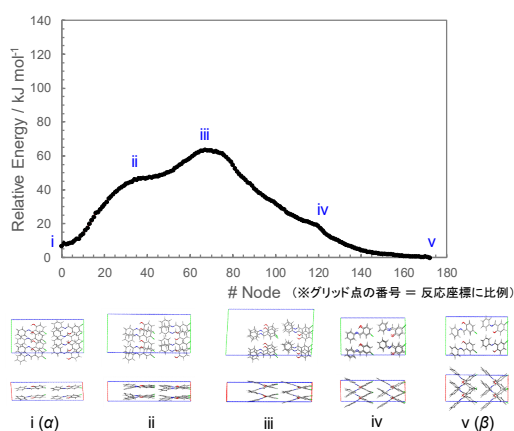 140
120
100
80
60
40
20
0
Relative Energy / kJ mol⁻¹
i
ii
iii
iv
v
0 20 40 60 80 100 120 140 160 180
# Node (※グリッド点の番号 = 反応座標に比例)
i (α) ii iii iv v (β)